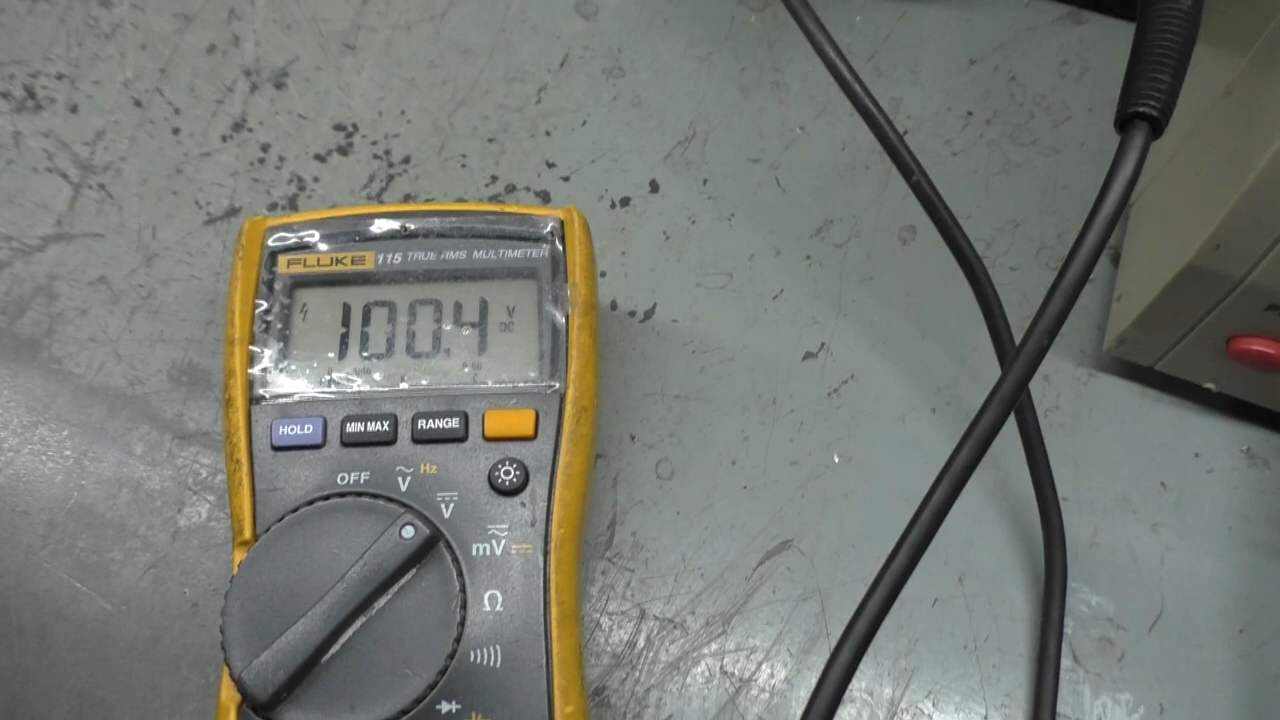 FLUKE 115 TRUE RMS MULTIMETER
100.4 V
DC
HOLD MIN MAX RANGE
OFF V Hz
V
mV
Ω